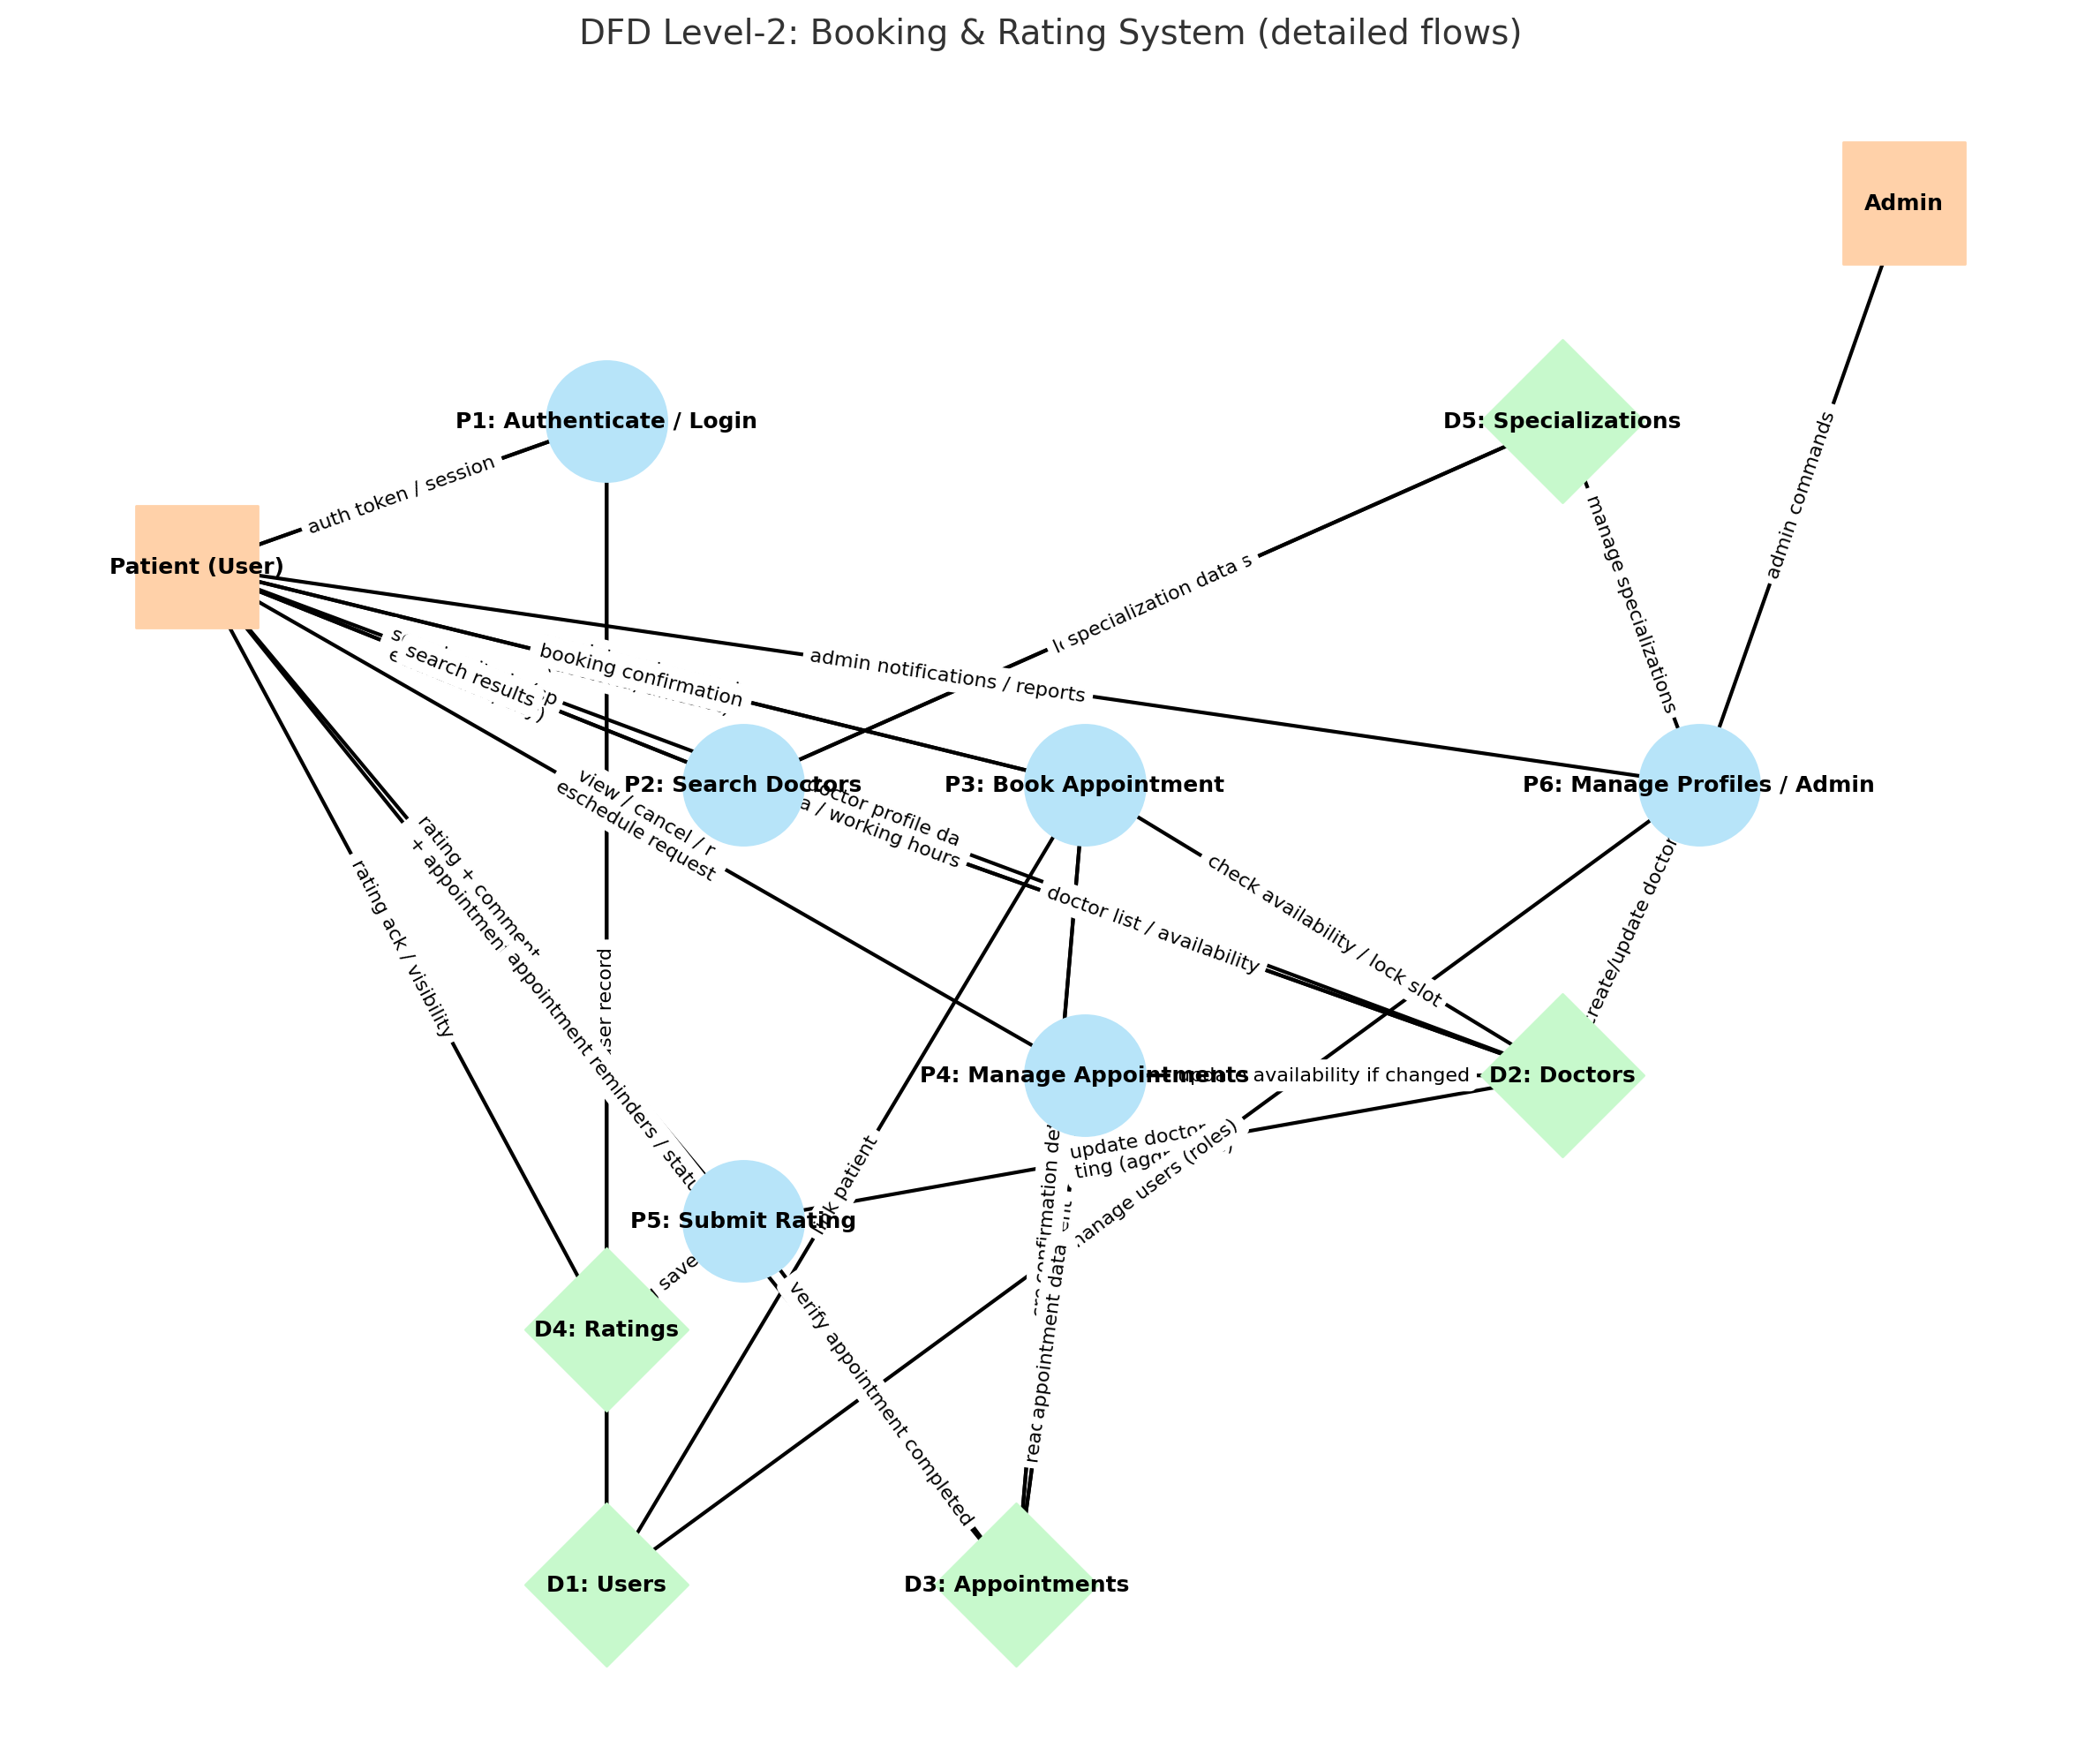 DFD Level-2: Booking & Rating System (detailed flows)
Admin
P1: Authenticate / Login
D5: Specializations
auth token / session
admin commands
manage specializations
Patient (User)
specialization data s
booking confirmation
admin notifications / reports
search results
P2: Search Doctors
P3: Book Appointment
P6: Manage Profiles / Admin
view / cancel / r
eschedule request
doctor profile da
a / working hours
rating + comment
+ appointment
check availability / lock slot
doctor list / availability
rating ack / visibility
create/update doctor
ser record
appointment reminders / statu
P4: Manage Appointments
availability if changed
D2: Doctors
update doctor
ting (agg
manage users (roles)
link patient
P5: Submit Rating
save
appointment data
verify appointment completed
D4: Ratings
D1: Users
D3: Appointments